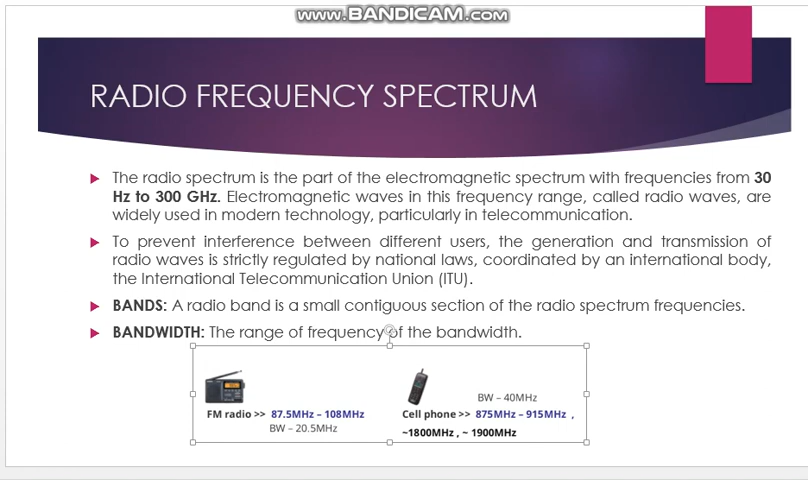 www.BANDICAM.com
RADIO FREQUENCY SPECTRUM
The radio spectrum is the part of the electromagnetic spectrum with frequencies from 30
Hz to 300 GHz. Electromagnetic waves in this frequency range, called radio waves, are
widely used in modern technology, particularly in telecommunication.
To prevent interference between different users, the generation and transmission of
radio waves is strictly regulated by national laws, coordinated by an international body,
the International Telecommunication Union (ITU).
BANDS: A radio band is a small contiguous section of the radio spectrum frequencies.
BANDWIDTH: The range of frequency of the bandwidth.
FM radio >> 87.5MHz – 108MHz
BW – 20.5MHz
BW – 40MHz
Cell phone >> 875MHz – 915MHz ,
~1800MHz , ~ 1900MHz